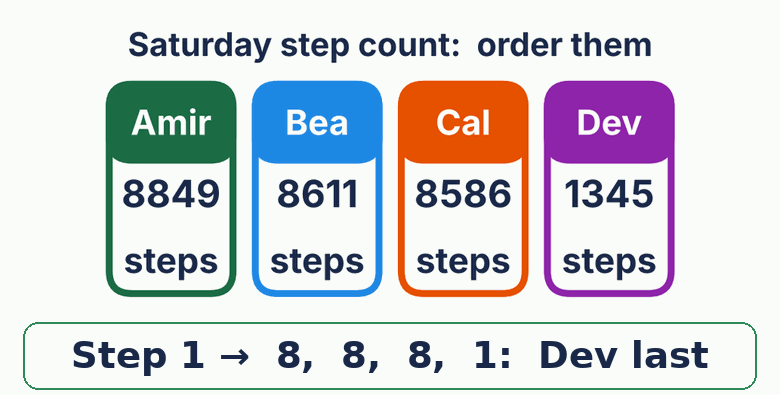 Saturday step count: order them
Amir Bea Cal Dev
8849 8611 8586 1345
steps steps steps steps
Step 1 → 8, 8, 8, 1: Dev last